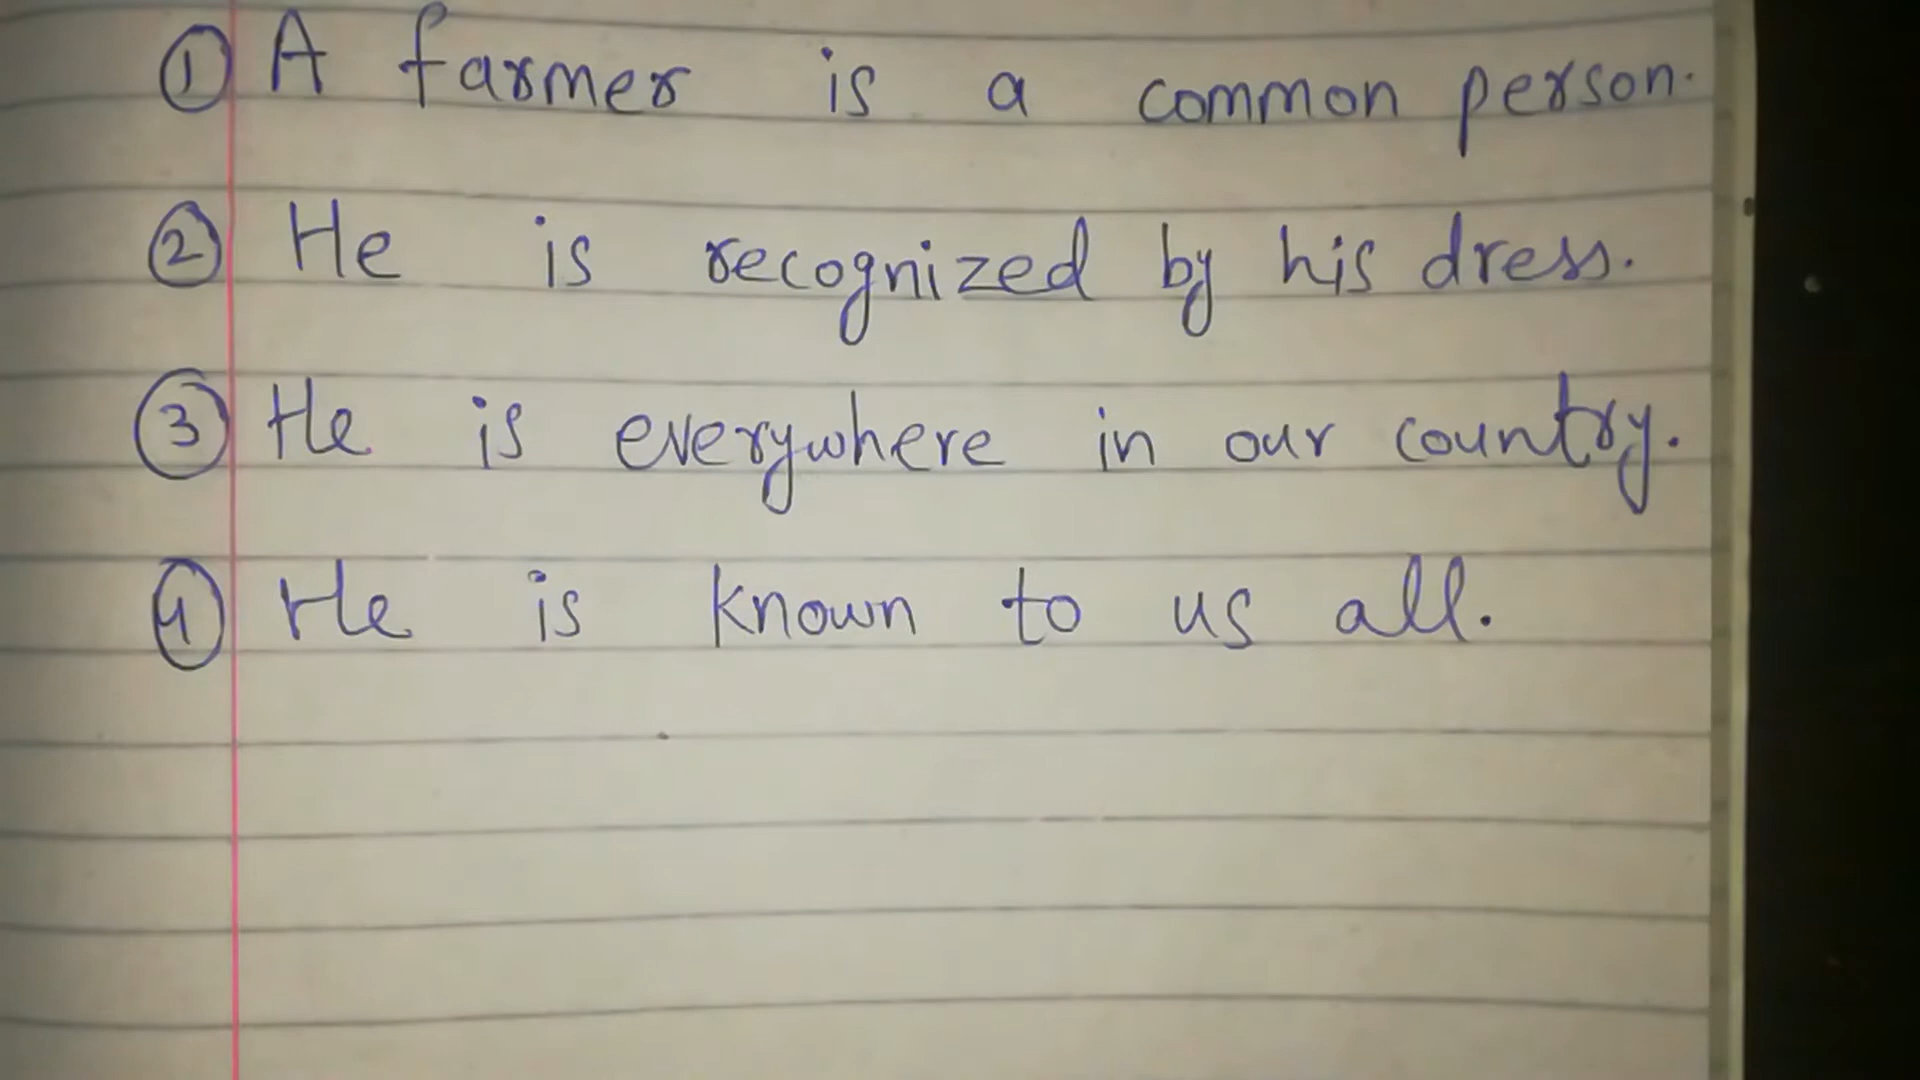 ① A farmer is a common person.
② He is recognized by his dress.
③ He is everywhere in our country.
④ He is known to us all.